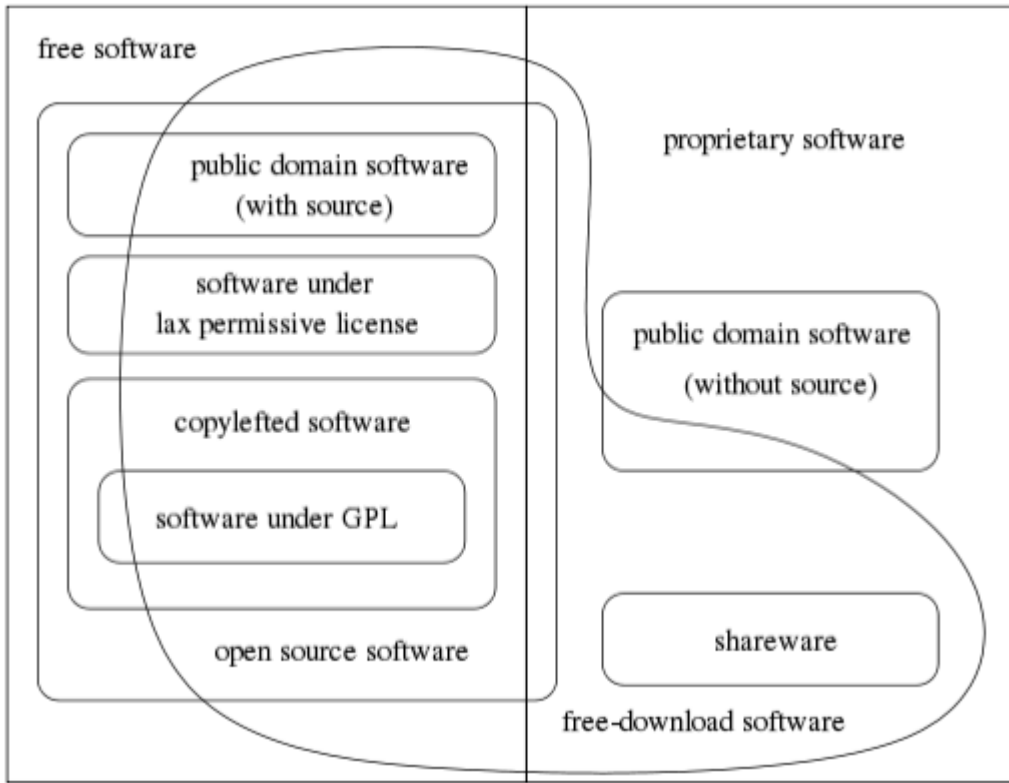 free software
proprietary software
public domain software
(with source)
software under
lax permissive license
public domain software
(without source)
copylefted software
software under GPL
open source software
shareware
free-download software